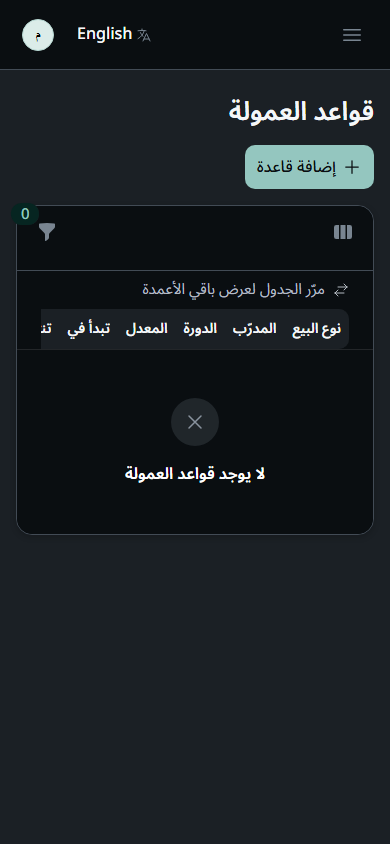 م
English
قواعد العمولة
إضافة قاعدة
0
مرّر الجدول لعرض باقي الأعمدة
نوع البيع المدرّب الدورة المعدل تبدأ في
لا يوجد قواعد العمولة